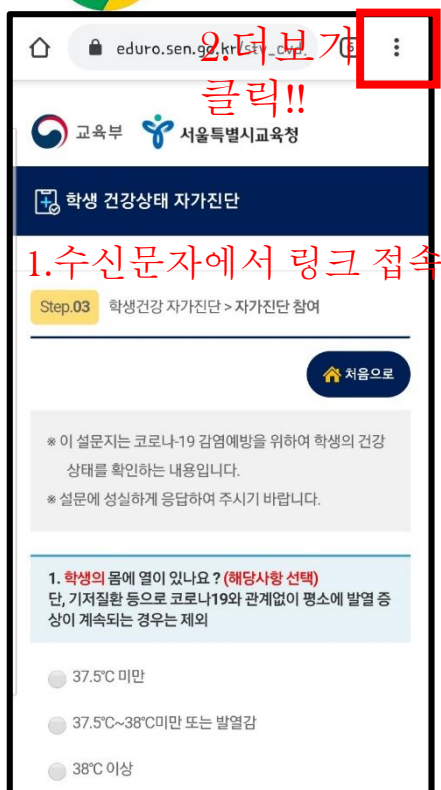 eduro.sen.go.kr/stv_cvd.
2.더보기
클릭!!
교육부 서울특별시교육청
학생 건강상태 자가진단
1.수신문자에서 링크 접속
Step.03 학생건강 자가진단 > 자가진단 참여
처음으로
※ 이 설문지는 코로나-19 감염예방을 위하여 학생의 건강
상태를 확인하는 내용입니다.
※ 설문에 성실하게 응답하여 주시기 바랍니다.
1. 학생의 몸에 열이 있나요 ? (해당사항 선택)
단, 기저질환 등으로 코로나19와 관계없이 평소에 발열 증
상이 계속되는 경우는 제외
37.5℃ 미만
37.5℃~38℃미만 또는 발열감
38℃ 이상